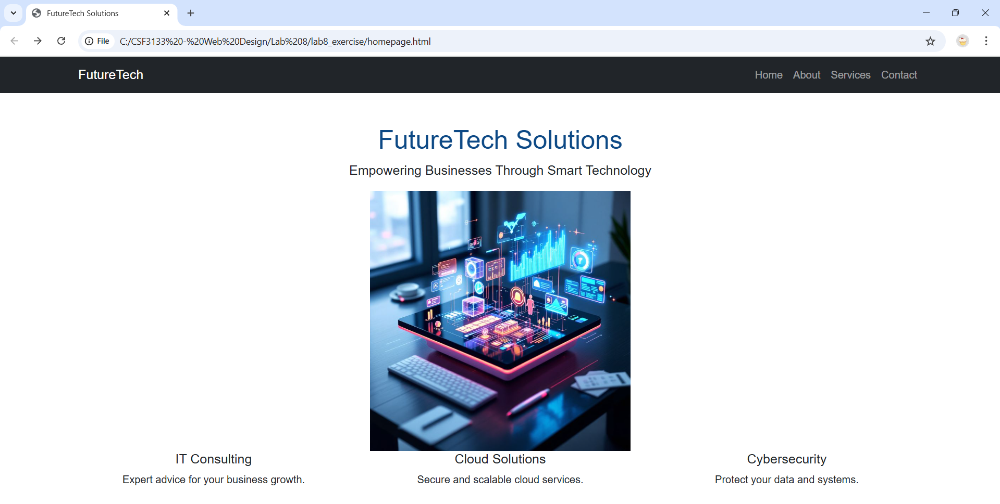 FutureTech Solutions
File C:/CSF3133%20-%20Web%20Design/Lab%208/lab8_exercise/homepage.html
FutureTech Home About Services Contact
FutureTech Solutions
Empowering Businesses Through Smart Technology
IT Consulting Cloud Solutions Cybersecurity
Expert advice for your business growth. Secure and scalable cloud services. Protect your data and systems.